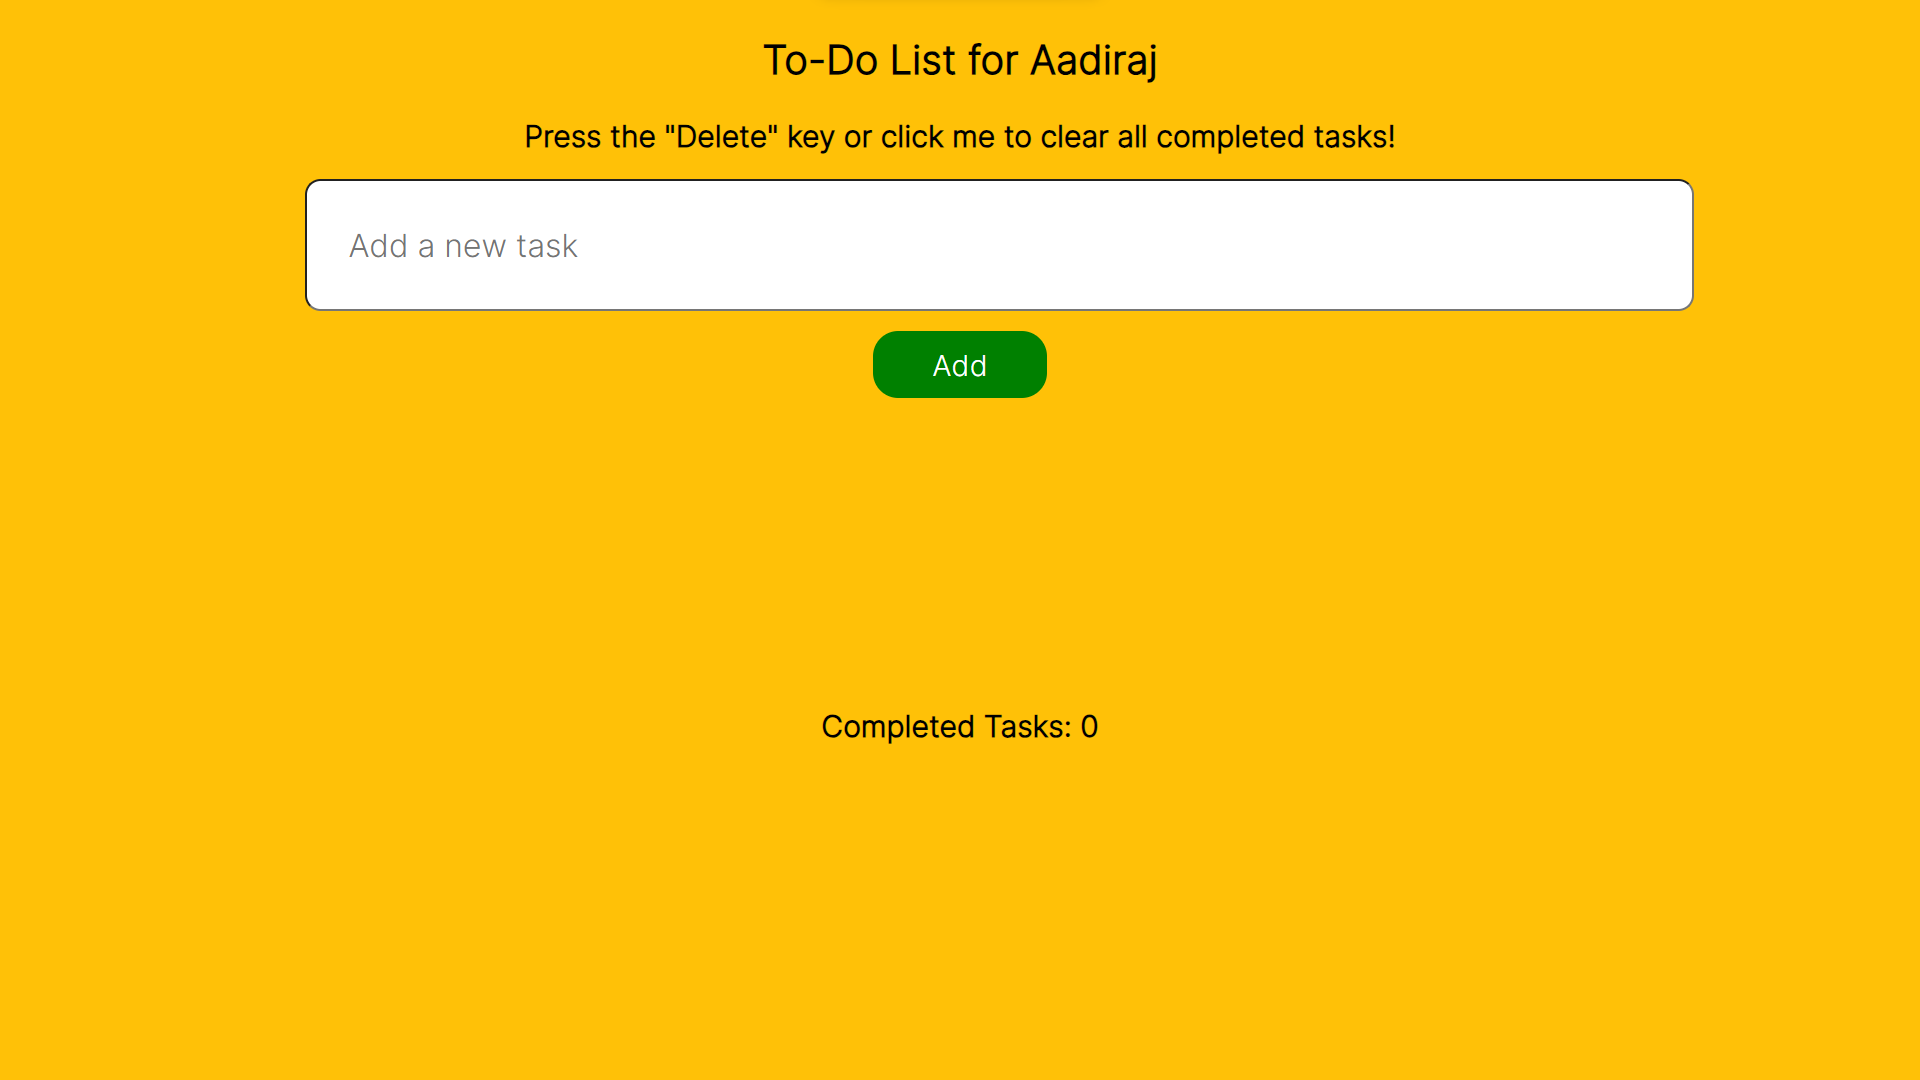 To-Do List for Aadiraj
Press the "Delete" key or click me to clear all completed tasks!
Add a new task
Add
Completed Tasks: 0